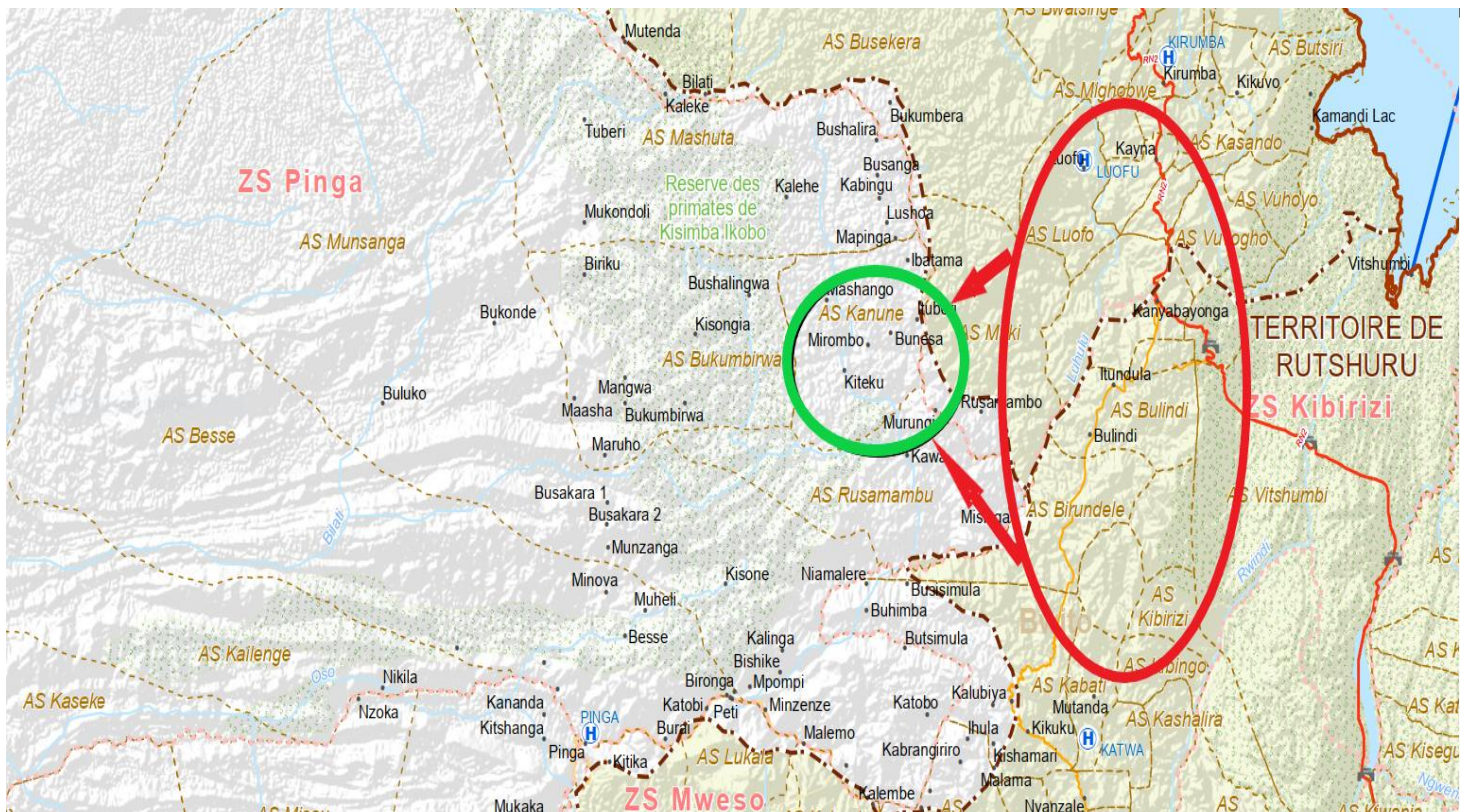 AS Bwatsinge
Mutenda
AS Busekera
KIRUMBA
H
AS Butsiri
RN2
Kirumba
Bilati
Kaleke
AS Mighobwe
Kikuvo
Bukumbera
Kamandi Lac
Tuberi
AS Mashuta
Bushalira
Kayna
AS Kasando
Luofu
H
LUOFU
Busanga
ZS Pinga
Reserve des
primates de
Kisimba Ikobo
Kalehe
Kabingu
RN2
AS Vuhoyo
Mukondoli
Lushoa
Mapinga
AS Luofo
AS Munsanga
Ibatama
Vitshumbi
Biriku
Bushalingwa
Mashango
Bukonde
AS Kanune
Kanyabayonga
TERRITOIRE DE
RUTSHURU
Kisongia
Mirombo
Bunesa
AS Bukumbirwa
Luhulu
Kiteku
Itundula
Mangwa
Buluko
Maasha
Bukumbirwa
Rusamambo
AS Bulindi
ZS Kibirizi
Murungi
AS Besse
Maruho
Bulindi
RN2
Kawa
Busakara 1
AS Rusamambu
AS Vitshumbi
Busakara 2
AS Birundele
Bilati
Munzanga
Rwindi
Minova
Kisone
Niamalere
Busisimula
Muheli
Buhimba
AS
Kibirizi
Besse
Kalinga
Butsimula
AS Kailenge
Bishike
Oso
Nikila
Bironga
Mpompi
AS Kabati
AS Kaseke
Nzoka
Kananda
Katobi
Peti
Minzenze
Katobo
Kalubiya
Mutanda
AS Kashalira
Kitshanga
PINGA
H
Burai
Malemo
Ihula
Kikuku
H
KATWA
Pinga
Kitika
AS Lukala
Kabrangiriro
Kishamari
Malama
Mukaka
ZS Mweso
Kalembe
Nyanzale